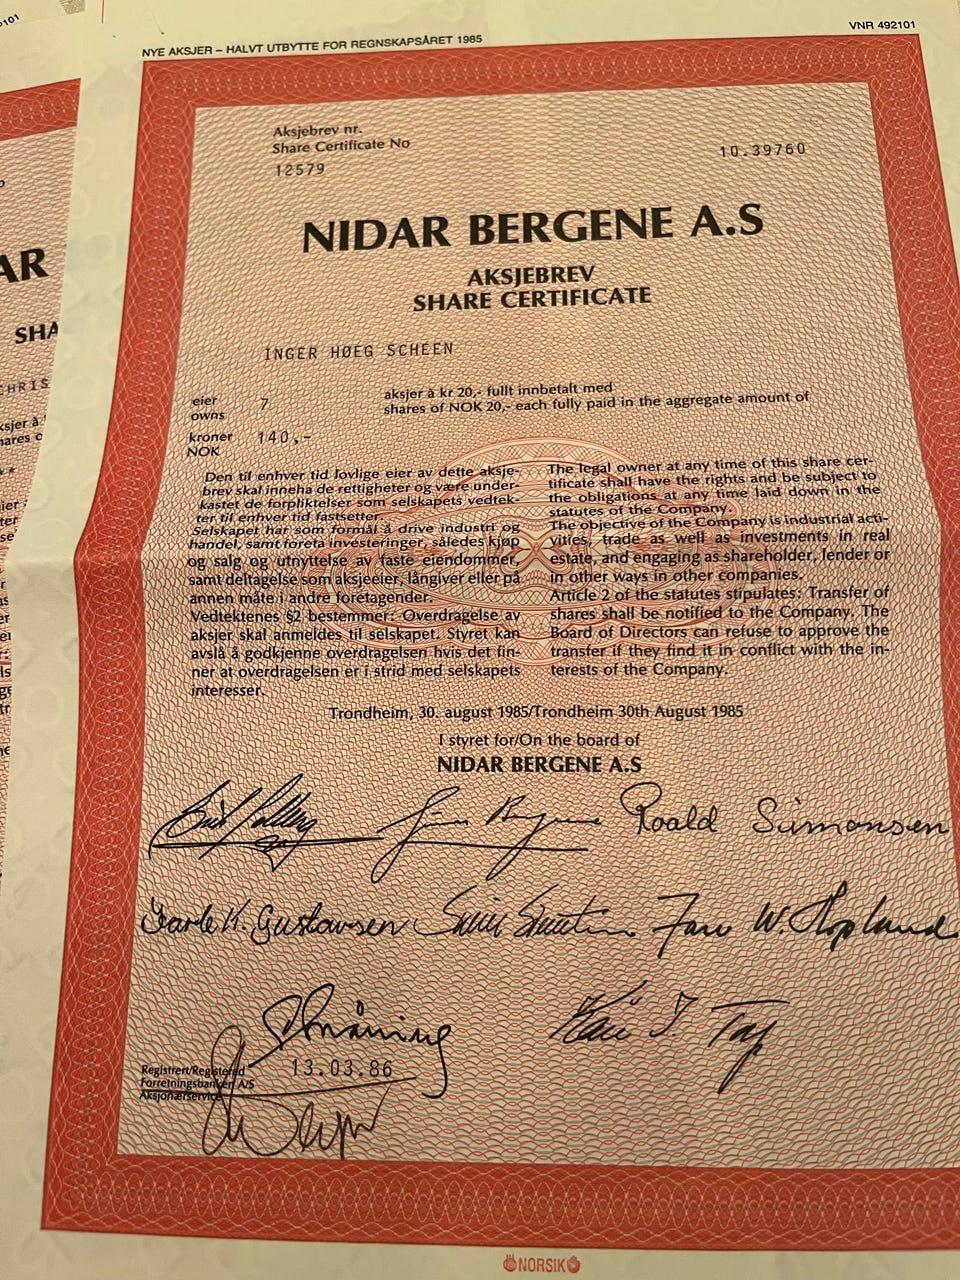 NYE AKSJER – HALVT UTBYTTE FOR REGNSKAPSÅRET 1985
VNR 492101
Aksjebrev nr.
Share Certificate No
12579
10.39760
NIDAR BERGENE A.S
AKSJEBREV
SHARE CERTIFICATE
INGER HØEG SCHEEN
eier
owns
7
aksjer à kr 20,- fullt innbetalt med
shares of NOK 20,- each fully paid in the aggregate amount of
kroner
NOK
140,-
Den til enhver tid lovlige eier av dette aksje-
brev skal inneha de rettigheter og være under-
kastet de forpliktelser som selskapets vedtek-
ter til enhver tid fastsetter.
Selskapet har som formål å drive industri og
handel, samt foreta investeringer, således kjøp
og salg og utnyttelse av faste eiendommer,
samt deltagelse som aksjeeier, långiver eller på
annen måte i andre foretagender.
Vedtektenes §2 bestemmer: Overdragelse av
aksjer skal anmeldes til selskapet. Styret kan
avslå å godkjenne overdragelsen hvis det fin-
ner at overdragelsen er i strid med selskapets
interesser.
The legal owner at any time of this share cer-
tificate shall have the rights and be subject to
the obligations at any time laid down in the
statutes of the Company.
The objective of the Company is industrial acti-
vities, trade as well as investments in real
estate, and engaging as shareholder, lender or
in other ways in other companies.
Article 2 of the statutes stipulates: Transfer of
shares shall be notified to the Company. The
Board of Directors can refuse to approve the
transfer if they find it in conflict with the in-
terests of the Company.
Trondheim, 30. august 1985/Trondheim 30th August 1985
I styret for/On the board of
NIDAR BERGENE A.S
Roald Simonsen
Gustavsen
W. Hopland
Registrert/Registered
Forretningsbanken A/S
Aksjonærservice
13.03.86
NORSIK